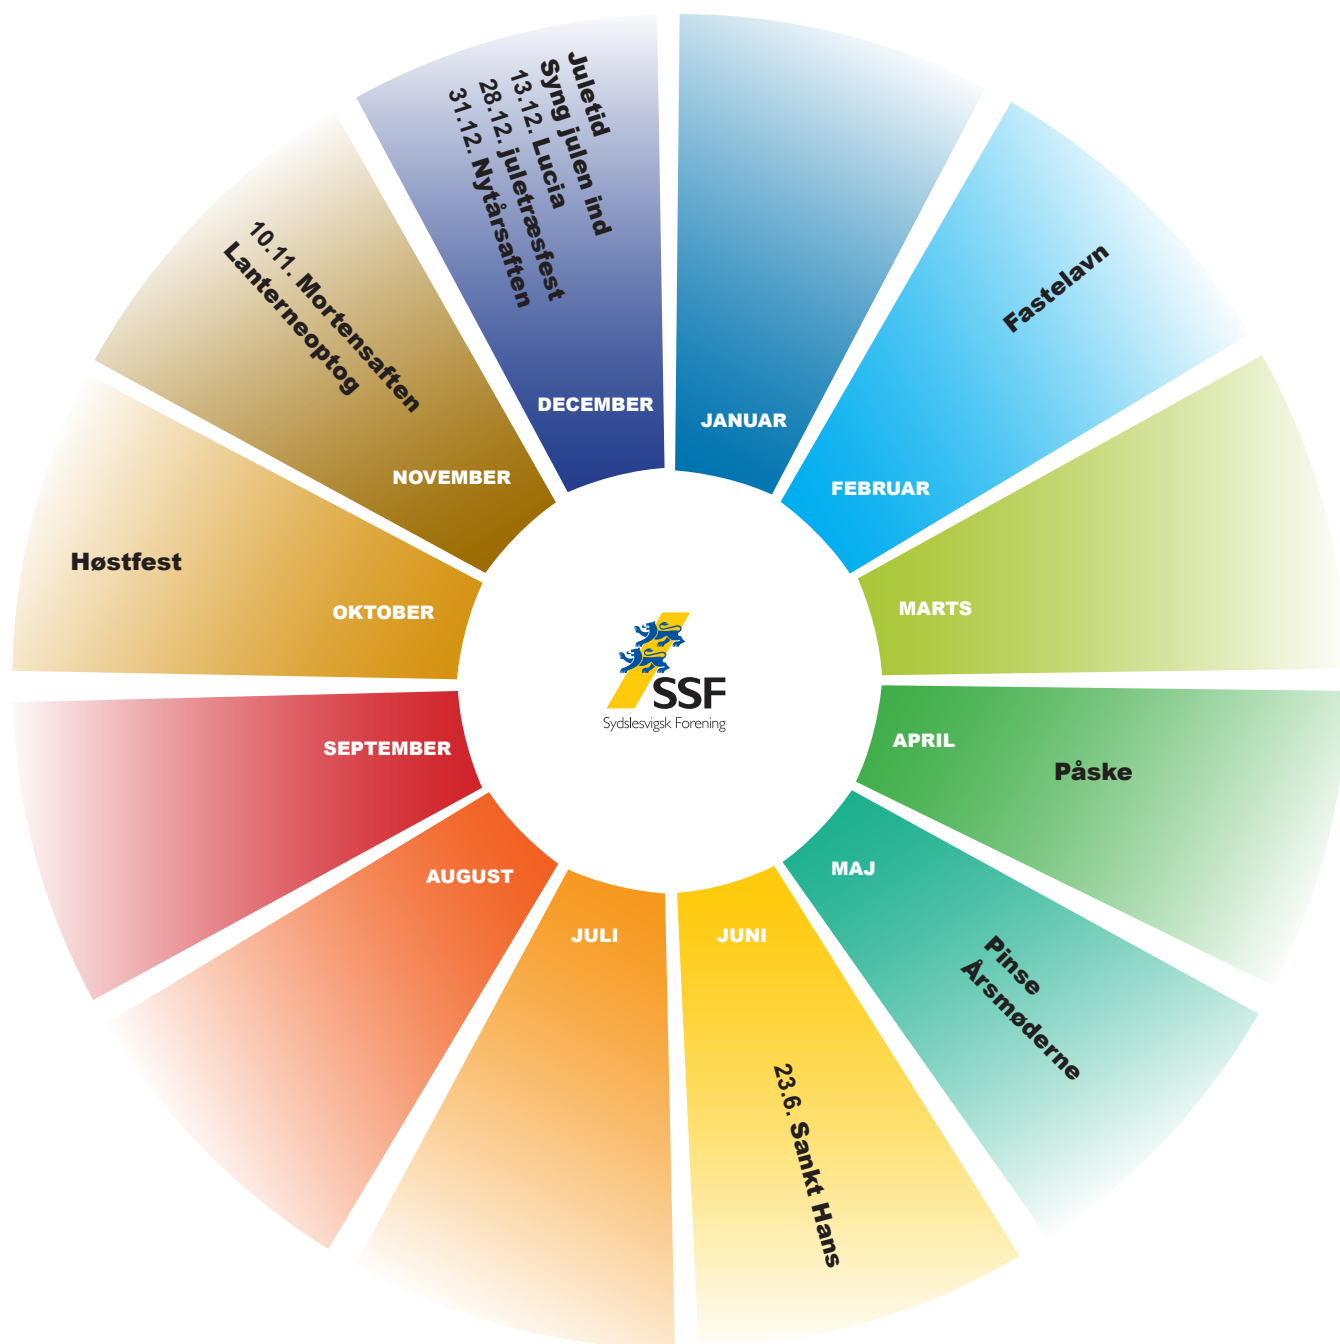 JANUAR
FEBRUAR
Fastelavn
MARTS
APRIL
Påske
MAJ
Pinse
Årsmøderne
JUNI
23.6. Sankt Hans
JULI
AUGUST
SEPTEMBER
OKTOBER
Høstfest
NOVEMBER
10.11. Mortensaften
Lanterneoptog
DECEMBER
Juletid
Syng julen ind
13.12. Lucia
28.12. juletræsfest
31.12. Nytårsaften
SSF
Sydslesvigsk Forening